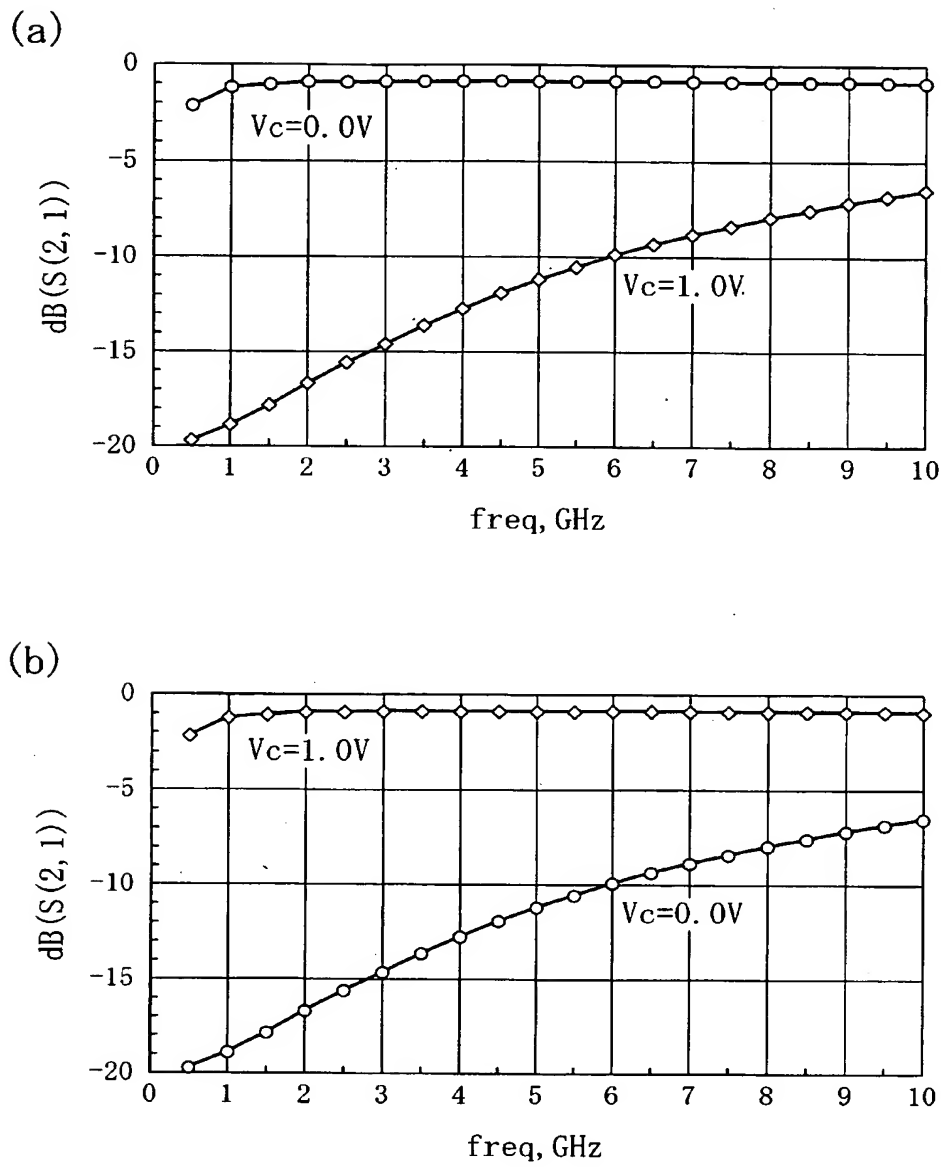 (a)
dB(S(2,1))
0
-5
-10
-15
-20
Vc=0.0V
Vc=1.0V
0 1 2 3 4 5 6 7 8 9 10
freq, GHz
(b)
dB(S(2,1))
0
-5
-10
-15
-20
Vc=1.0V
Vc=0.0V
0 1 2 3 4 5 6 7 8 9 10
freq, GHz